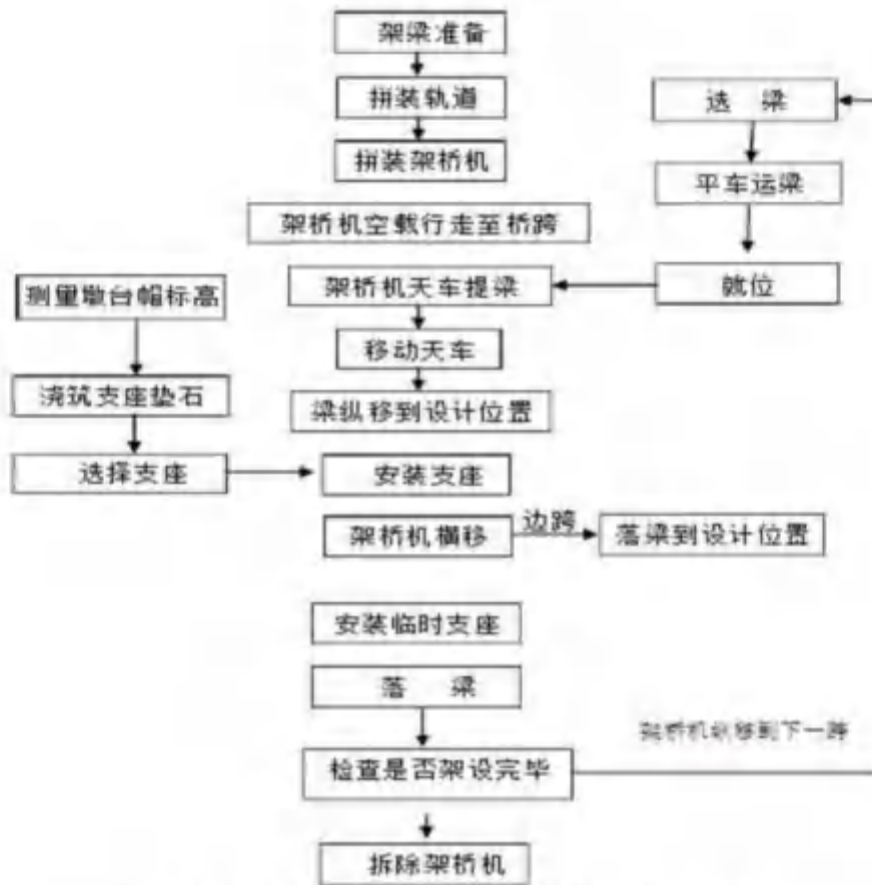 架梁准备
拼装轨道
选 梁
拼装架桥机
平车运梁
架桥机空载行走至桥跨
测量墩台帽标高
架桥机天车提梁
就位
移动天车
浇筑支座垫石
梁纵移到设计位置
选择支座
安装支座
架桥机横移
边跨
落梁到设计位置
安装临时支座
落 梁
架桥机纵移到下一跨
检查是否架设完毕
拆除架桥机